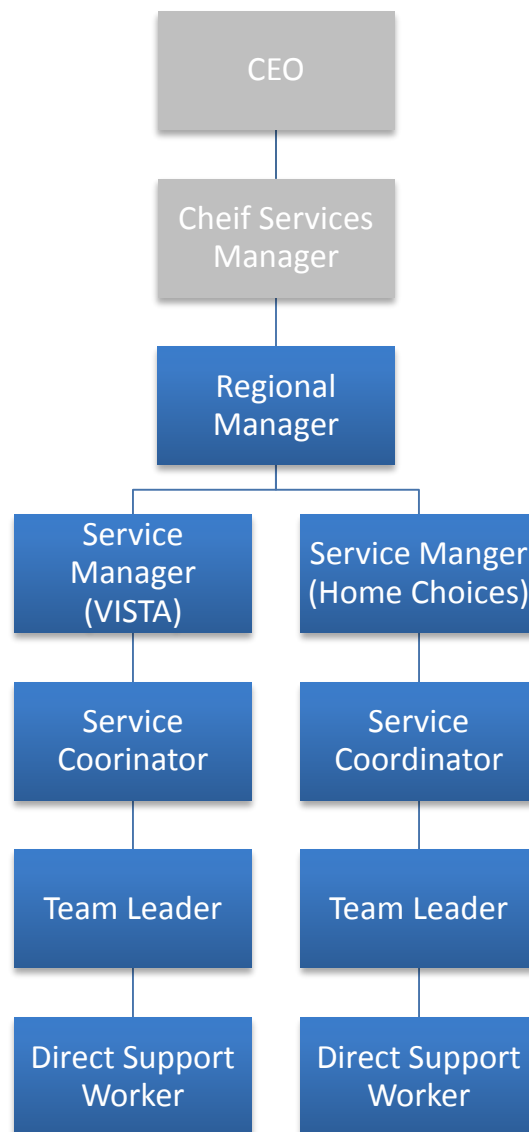 CEO
Cheif Services
Manager
Regional
Manager
Service
Manager
(VISTA)
Service Manger
(Home Choices)
Service
Coorinator
Service
Coordinator
Team Leader
Team Leader
Direct Support
Worker
Direct Support
Worker